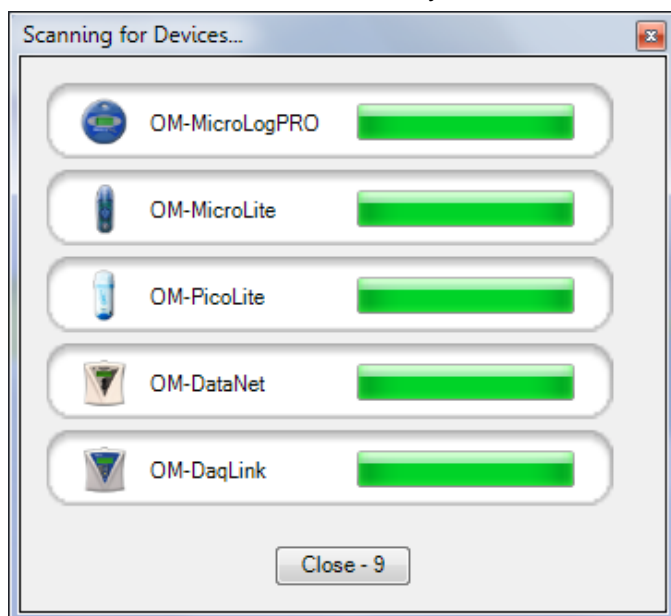 Scanning for Devices...
OM-MicroLogPRO
OM-MicroLite
OM-PicoLite
OM-DataNet
OM-DaqLink
Close - 9